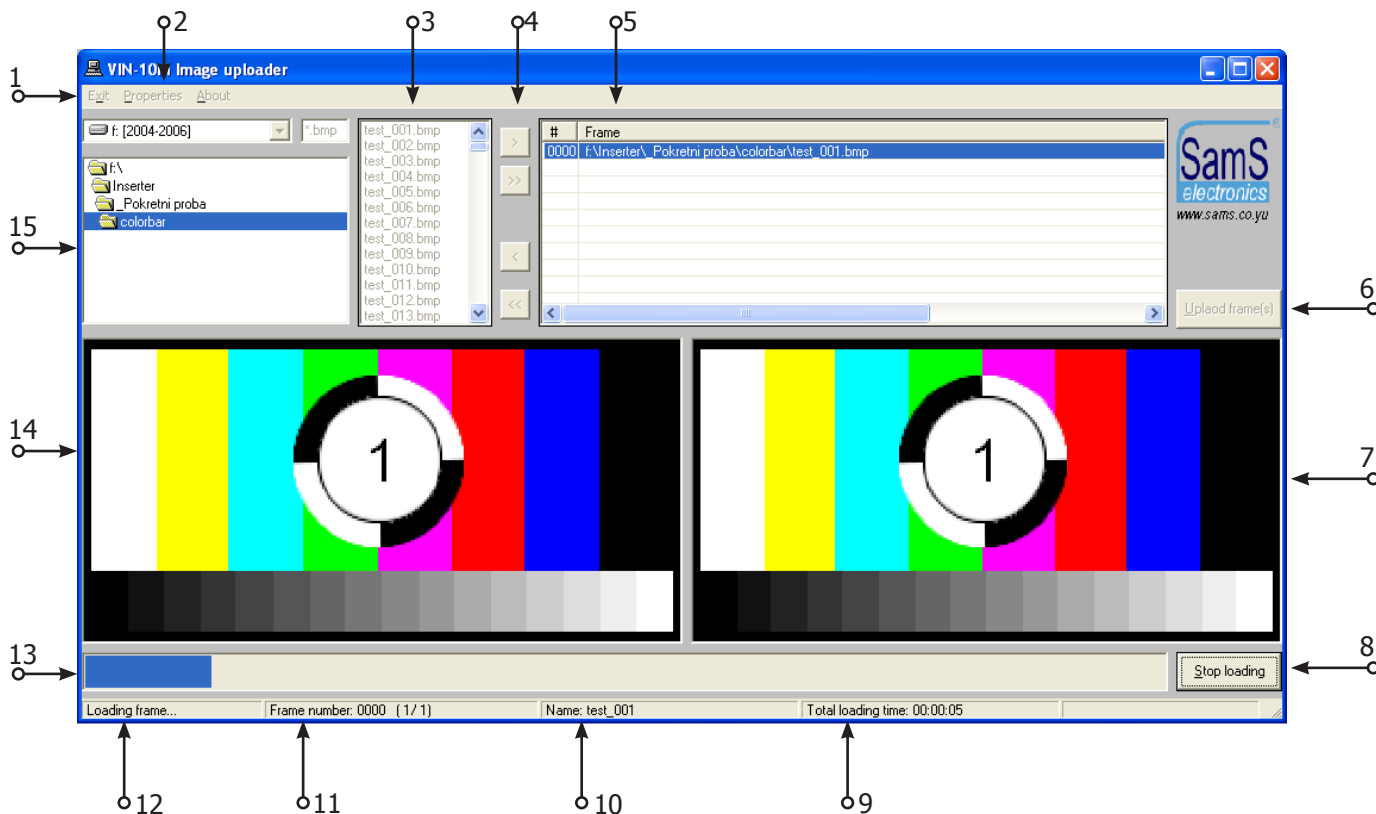 2
3
4
5
VIN-10M Image uploader
1
Exit Properties About
f: [2004-2006]
*.bmp
f:\
Inserter
_Pokretni proba
colorbar
15
test_001.bmp
test_002.bmp
test_003.bmp
test_004.bmp
test_005.bmp
test_006.bmp
test_007.bmp
test_008.bmp
test_009.bmp
test_010.bmp
test_011.bmp
test_012.bmp
test_013.bmp
>
>>
<
<<
# Frame
0000 f:\Inserter\_Pokretni proba\colorbar\test_001.bmp
SamS
®
electronics
www.sams.co.yu
6
Uplaod frame(s)
14
1
1
7
13
8
Stop loading
Loading frame... Frame number: 0000 (1/1) Name: test_001 Total loading time: 00:00:05
12
11
10
9